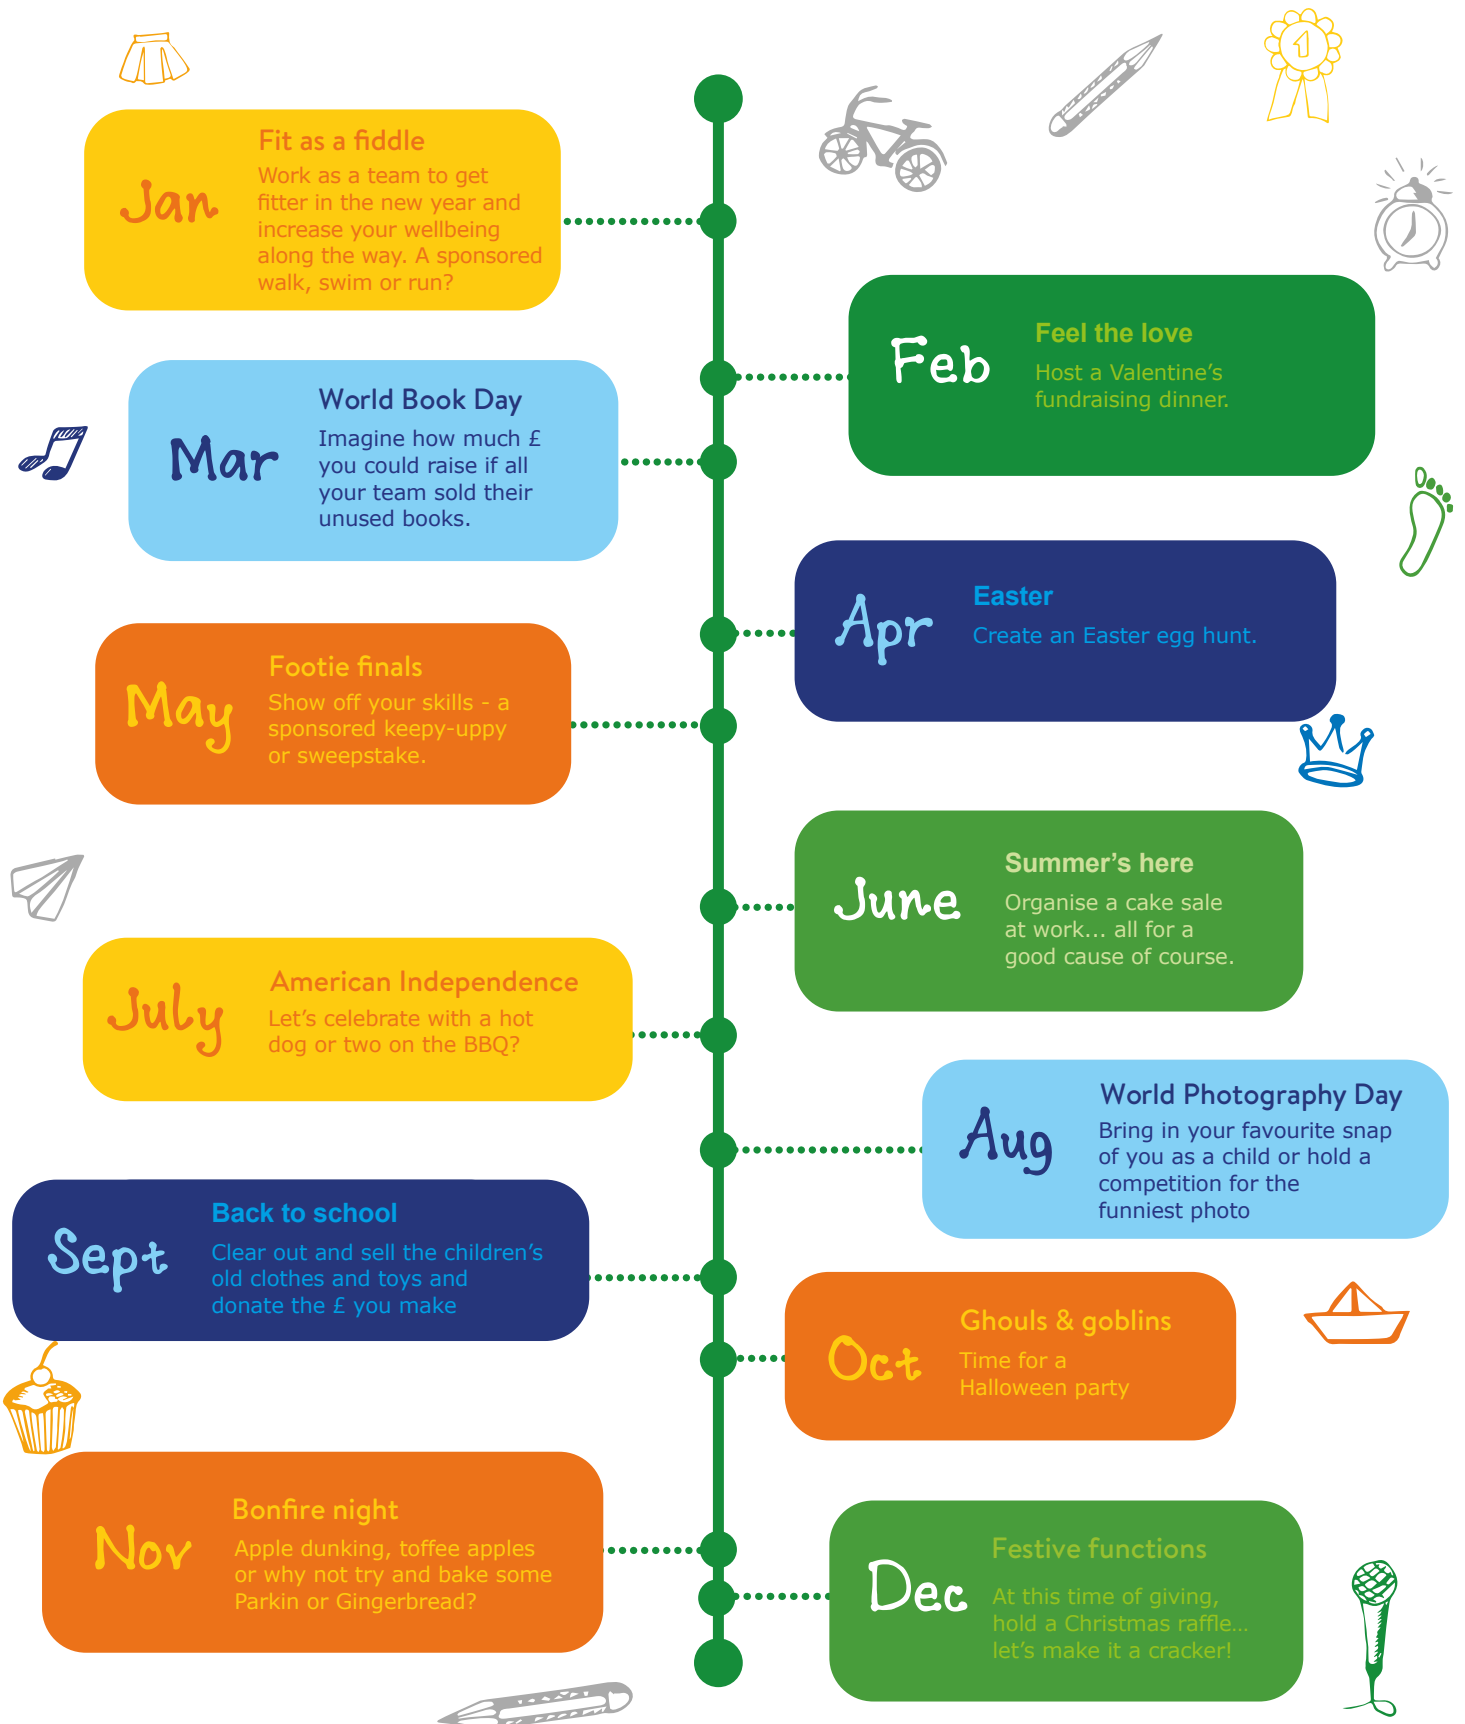 Jan
Fit as a fiddle
Work as a team to get
fitter in the new year and
increase your wellbeing
along the way. A sponsored
walk, swim or run?
Feb
Feel the love
Host a Valentine’s
fundraising dinner.
Mar
World Book Day
Imagine how much £
you could raise if all
your team sold their
unused books.
Apr
Easter
Create an Easter egg hunt.
May
Footie finals
Show off your skills - a
sponsored keepy-uppy
or sweepstake.
June
Summer’s here
Organise a cake sale
at work... all for a
good cause of course.
July
American Independence
Let’s celebrate with a hot
dog or two on the BBQ?
Aug
World Photography Day
Bring in your favourite snap
of you as a child or hold a
competition for the
funniest photo
Sept
Back to school
Clear out and sell the children’s
old clothes and toys and
donate the £ you make
Oct
Ghouls & goblins
Time for a
Halloween party
Nov
Bonfire night
Apple dunking, toffee apples
or why not try and bake some
Parkin or Gingerbread?
Dec
Festive functions
At this time of giving,
hold a Christmas raffle...
let’s make it a cracker!
1